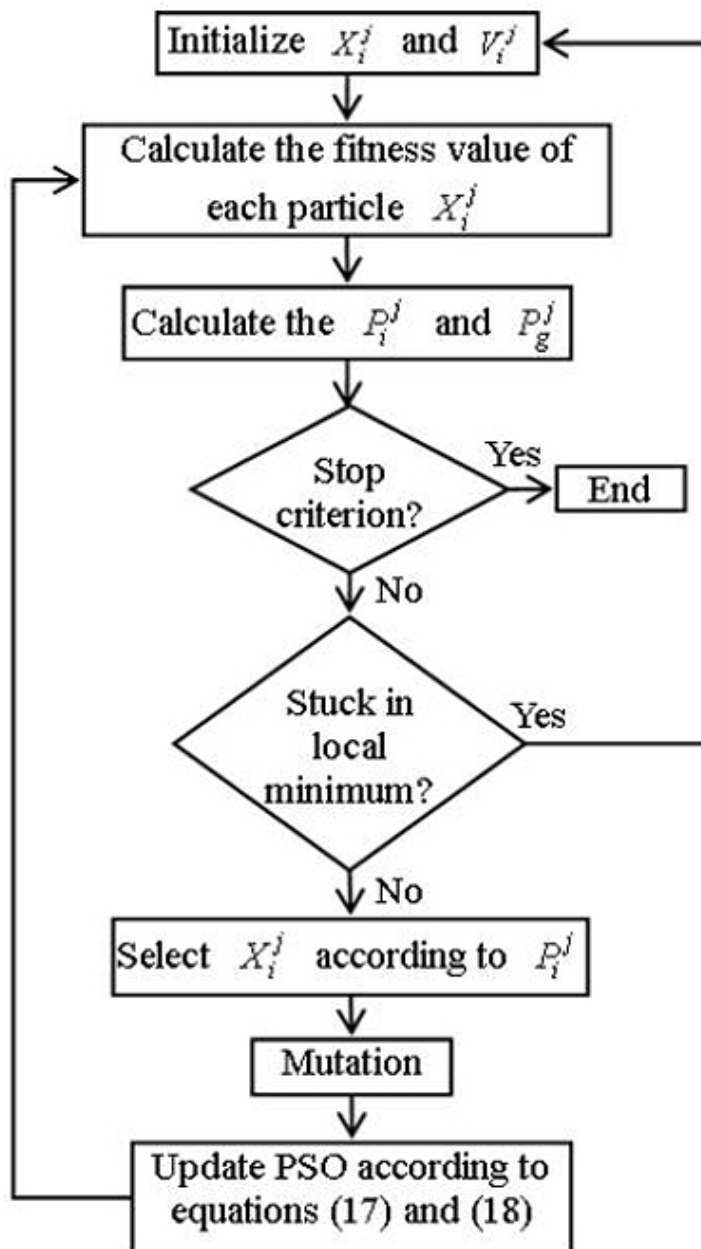 Initialize X_i^j and V_i^j
Calculate the fitness value of
each particle X_i^j
Calculate the P_i^j and P_g^j
Stop
criterion?
Yes
End
No
Stuck in
local
minimum?
Yes
No
Select X_i^j according to P_i^j
Mutation
Update PSO according to
equations (17) and (18)